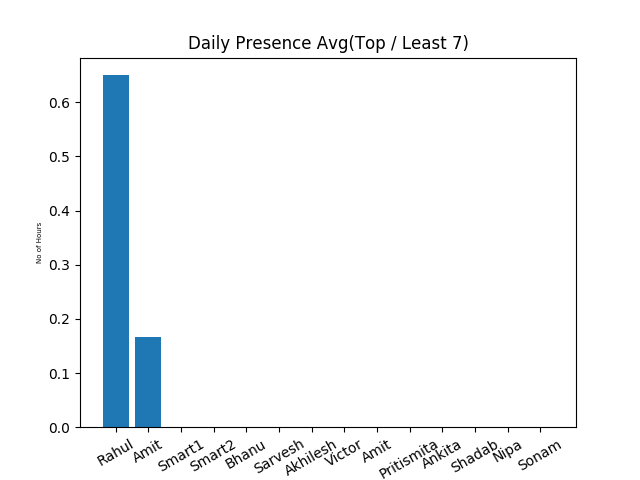 Daily Presence Avg(Top / Least 7)
No of Hours
0.6
0.5
0.4
0.3
0.2
0.1
0.0
Rahul
Amit
Smart1
Smart2
Bhanu
Sarvesh
Akhilesh
Victor
Amit
Pritismita
Ankita
Shadab
Nipa
Sonam